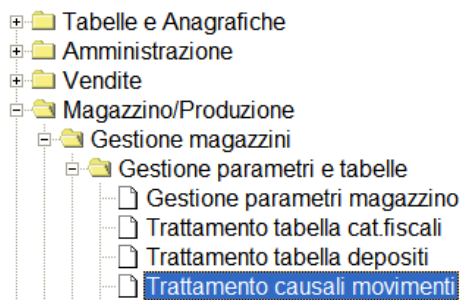 Tabelle e Anagrafiche
Amministrazione
Vendite
Magazzino/Produzione
Gestione magazzini
Gestione parametri e tabelle
Gestione parametri magazzino
Trattamento tabella cat.fiscali
Trattamento tabella depositi
Trattamento causali movimenti